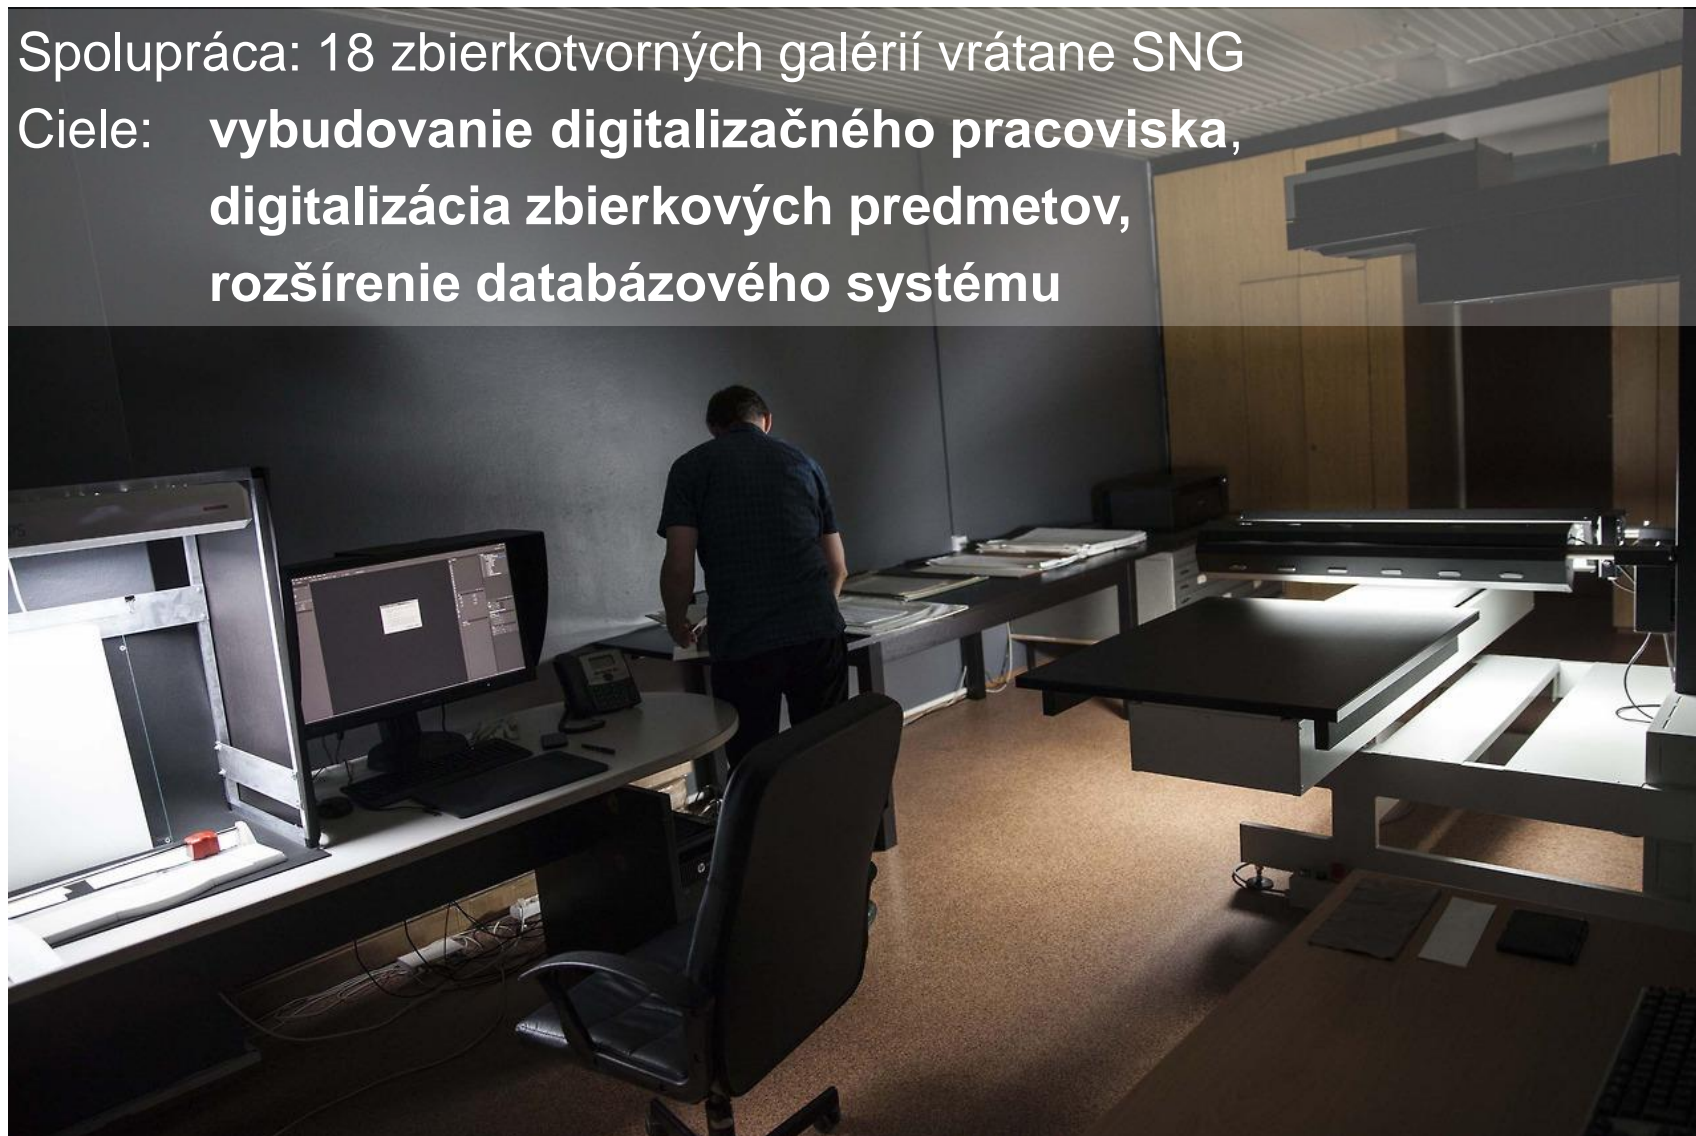 Spolupráca: 18 zbierkotvorných galérií vrátane SNG
Ciele: vybudovanie digitalizačného pracoviska,
digitalizácia zbierkových predmetov,
rozšírenie databázového systému